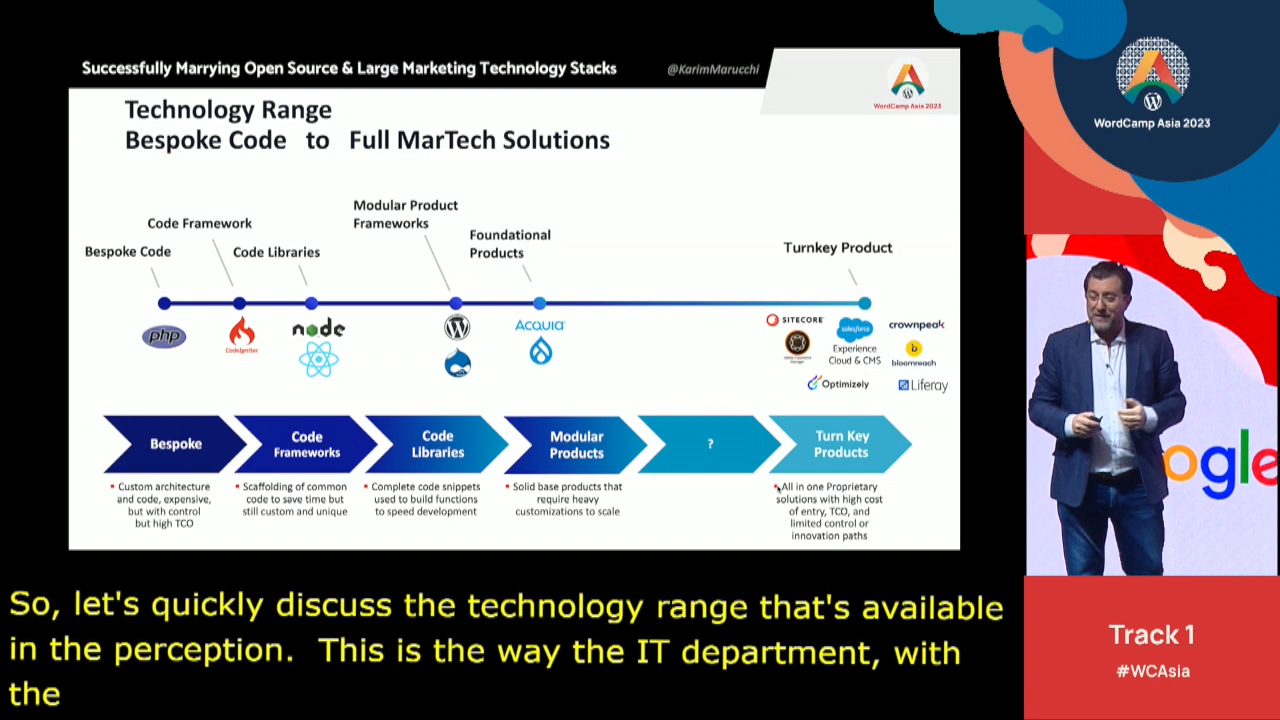 Successfully Marrying Open Source & Large Marketing Technology Stacks
@KarimMarucchi
WordCamp Asia 2023
Technology Range
Bespoke Code to Full MarTech Solutions
Modular Product
Frameworks
Code Framework
Foundational
Products
Bespoke Code
Code Libraries
Turnkey Product
php
CodeIgniter
node
ACQUIA
SITECORE
salesforce
Experience
Cloud & CMS
crownpeak
b
bloomreach
Optimizely
Liferay
Bespoke
Code
Frameworks
Code
Libraries
Modular
Products
?
Turn Key
Products
Custom architecture
and code, expensive,
but with control
but high TCO
Scaffolding of common
code to save time but
still custom and unique
Complete code snippets
used to build functions
to speed development
Solid base products that
require heavy
customizations to scale
All in one Proprietary
solutions with high cost
of entry, TCO, and
limited control or
innovation paths
WordCamp Asia 2023
ogle
Track 1
#WCAsia
So, let's quickly discuss the technology range that's available
in the perception. This is the way the IT department, with
the